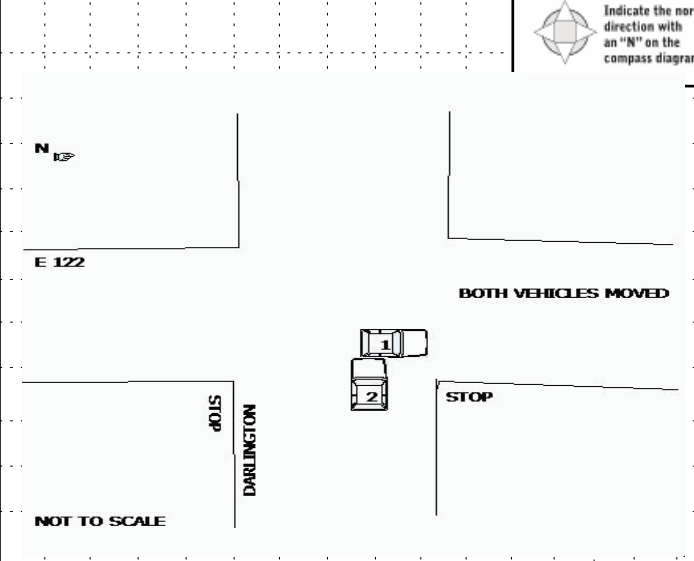 Indicate the nor
direction with
an "N" on the
compass diagra
N
E 122
BOTH VEHICLES MOVED
1
2
STOP
STOP
DARLINGTON
NOT TO SCALE